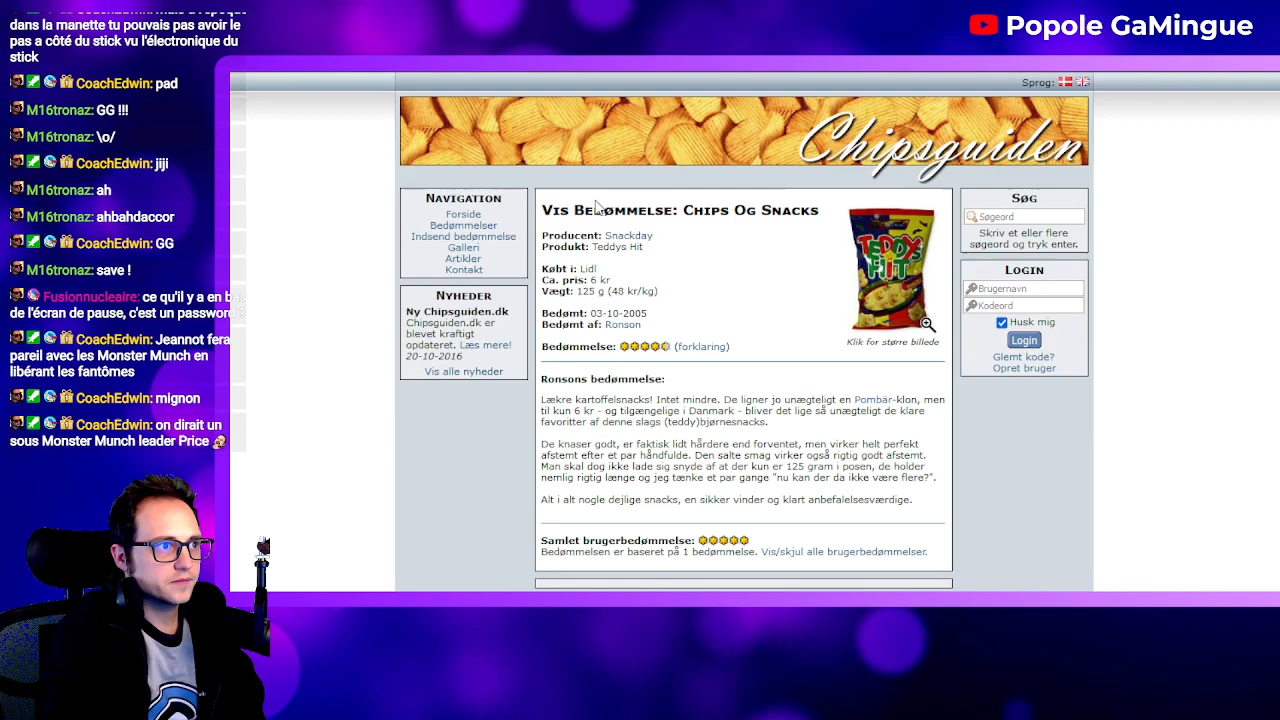 dans la manette tu pouvais pas avoir le
pas a côté du stick vu l'électronique du
stick
CoachEdwin: pad
M16tronaz: GG !!!
M16tronaz: \o/
CoachEdwin: jiji
M16tronaz: ah
M16tronaz: ahbahdaccor
CoachEdwin: GG
M16tronaz: save !
Fusionnucleaire: ce qu'il y a en
de l'écran de pause, c'est un password
CoachEdwin: Jeannot fera
pareil avec les Monster Munch en
libérant les fantômes
CoachEdwin: mignon
CoachEdwin: on dirait un
sous Monster Munch leader Price
Popole GaMingue
Sprog:
Chipsguiden
Navigation
Forside
Bedømmelser
Indsend bedømmelse
Galleri
Artikler
Kontakt
Nyheder
Ny Chipsguiden.dk
Chipsguiden.dk er
blevet kraftigt
opdateret. Læs mere!
20-10-2016
Vis alle nyheder
Vis Bedømmelse: Chips Og Snacks
Producent: Snackday
Produkt: Teddys Hit
Købt i: Lidl
Ca. pris: 6 kr
Vægt: 125 g (48 kr/kg)
Bedømt: 03-10-2005
Bedømt af: Ronson
Bedømmelse: (forklaring)
TEDDYS
HIT
Klik for større billede
Ronsons bedømmelse:
Lækre kartoffelsnacks! Intet mindre. De ligner jo unægteligt en Pombär-klon, men
til kun 6 kr - og tilgængelige i Danmark - bliver det lige så unægteligt de klare
favoritter af denne slags (teddy)bjørnesnacks.
De knaser godt, er faktisk lidt hårdere end forventet, men virker helt perfekt
afstemt efter et par håndfulde. Den salte smag virker også rigtig godt afstemt.
Man skal dog ikke lade sig snyde af at der kun er 125 gram i posen, de holder
nemlig rigtig længe og jeg tænke et par gange "nu kan der da ikke være flere?".
Alt i alt nogle dejlige snacks, en sikker vinder og klart anbefalelsesværdige.
Samlet brugerbedømmelse:
Bedømmelsen er baseret på 1 bedømmelse. Vis/skjul alle brugerbedømmelser.
Søg
Søgeord
Skriv et eller flere
søgeord og tryk enter.
Login
Brugernavn
Kodeord
Husk mig
Login
Glemt kode?
Opret bruger